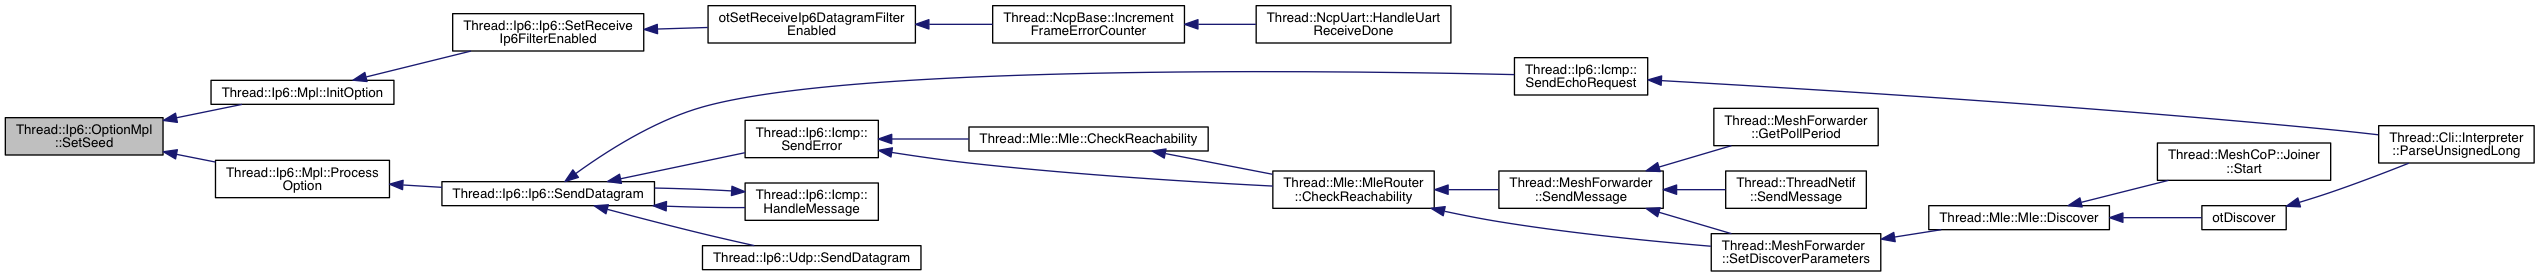 Thread::Ip6::OptionMpl
::SetSeed
Thread::Ip6::Mpl::InitOption
Thread::Ip6::Ip6::SetReceive
Ip6FilterEnabled
otSetReceiveIp6DatagramFilter
Enabled
Thread::NcpBase::Increment
FrameErrorCounter
Thread::NcpUart::HandleUart
ReceiveDone
Thread::Ip6::Mpl::Process
Option
Thread::Ip6::Ip6::SendDatagram
Thread::Ip6::Icmp::
SendEchoRequest
Thread::Cli::Interpreter
::ParseUnsignedLong
Thread::Ip6::Icmp::
SendError
Thread::Mle::Mle::CheckReachability
Thread::Mle::MleRouter
::CheckReachability
Thread::MeshForwarder
::SendMessage
Thread::MeshForwarder
::GetPollPeriod
Thread::ThreadNetif
::SendMessage
Thread::MeshForwarder
::SetDiscoverParameters
Thread::Mle::Mle::Discover
Thread::MeshCoP::Joiner
::Start
otDiscover
Thread::Ip6::Icmp::
HandleMessage
Thread::Ip6::Udp::SendDatagram